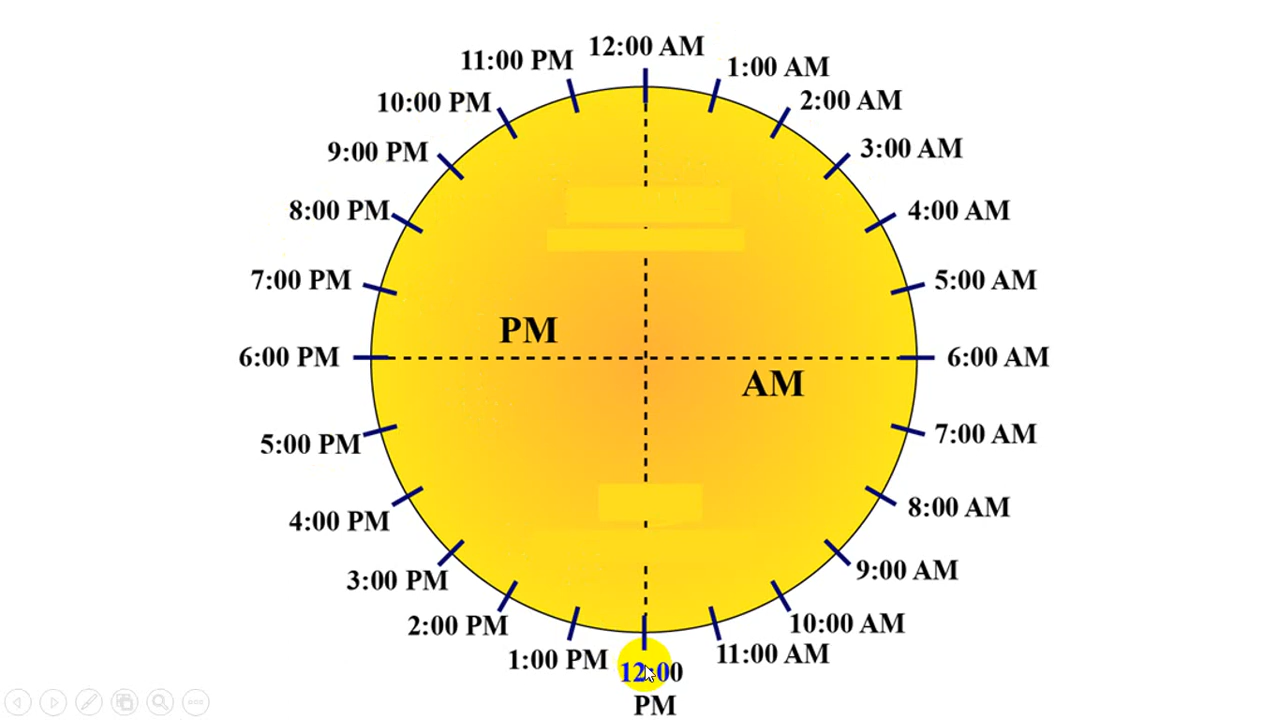 12:00 AM
11:00 PM
1:00 AM
10:00 PM
2:00 AM
9:00 PM
3:00 AM
8:00 PM
4:00 AM
7:00 PM
5:00 AM
PM
6:00 PM
6:00 AM
AM
5:00 PM
7:00 AM
4:00 PM
8:00 AM
3:00 PM
9:00 AM
2:00 PM
10:00 AM
1:00 PM
11:00 AM
12:00
PM